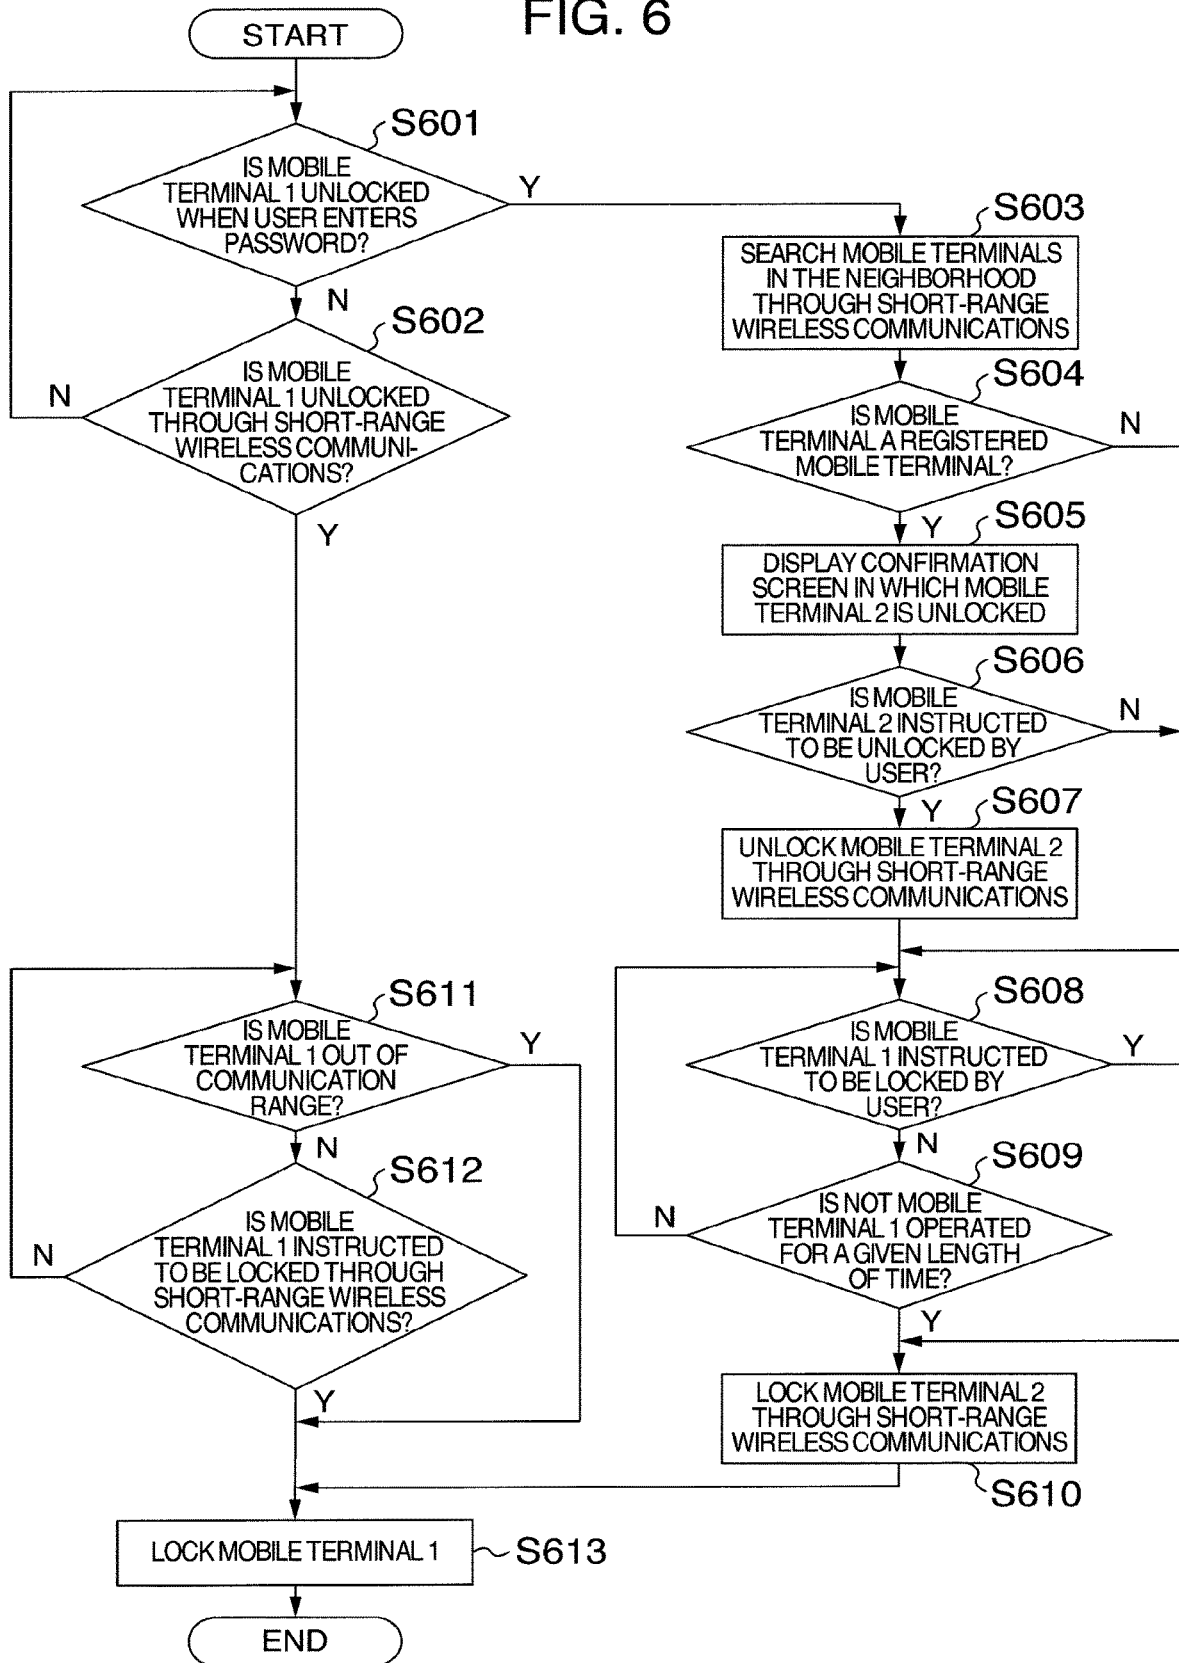 FIG. 6
START
S601
IS MOBILE
TERMINAL 1 UNLOCKED
WHEN USER ENTERS
PASSWORD?
Y
N
S602
IS MOBILE
TERMINAL 1 UNLOCKED
THROUGH SHORT-RANGE
WIRELESS COMMUNI-
CATIONS?
N
Y
S603
SEARCH MOBILE TERMINALS
IN THE NEIGHBORHOOD
THROUGH SHORT-RANGE
WIRELESS COMMUNICATIONS
S604
IS MOBILE
TERMINAL A REGISTERED
MOBILE TERMINAL?
N
Y
S605
DISPLAY CONFIRMATION
SCREEN IN WHICH MOBILE
TERMINAL 2 IS UNLOCKED
S606
IS MOBILE
TERMINAL 2 INSTRUCTED
TO BE UNLOCKED BY
USER?
N
Y
S607
UNLOCK MOBILE TERMINAL 2
THROUGH SHORT-RANGE
WIRELESS COMMUNICATIONS
S608
IS MOBILE
TERMINAL 1 INSTRUCTED
TO BE LOCKED BY
USER?
Y
N
S609
IS NOT MOBILE
TERMINAL 1 OPERATED
FOR A GIVEN LENGTH
OF TIME?
N
Y
LOCK MOBILE TERMINAL 2
THROUGH SHORT-RANGE
WIRELESS COMMUNICATIONS
S610
S611
IS MOBILE
TERMINAL 1 OUT OF
COMMUNICATION
RANGE?
Y
N
S612
IS MOBILE
TERMINAL 1 INSTRUCTED
TO BE LOCKED THROUGH
SHORT-RANGE WIRELESS
COMMUNICATIONS?
N
Y
LOCK MOBILE TERMINAL 1
S613
END